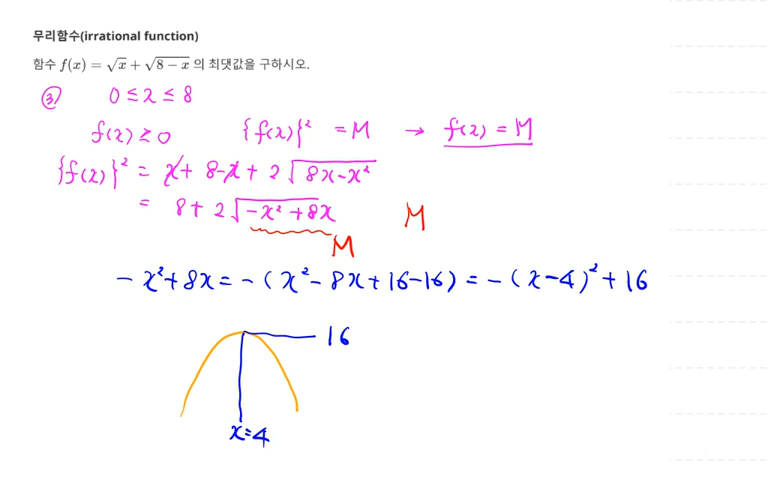 무리함수(irrational function)
함수 f(x) = √x + √(8 − x) 의 최댓값을 구하시오.
③ 0 ≤ x ≤ 8
f(x) ≥ 0 {f(x)}² = M → f(x) = M
{f(x)}² = x + 8-x + 2√(8x-x²)
= 8 + 2√(-x²+8x)
M
M
-x²+8x = -(x²-8x+16-16) = -(x-4)²+16
16
x=4